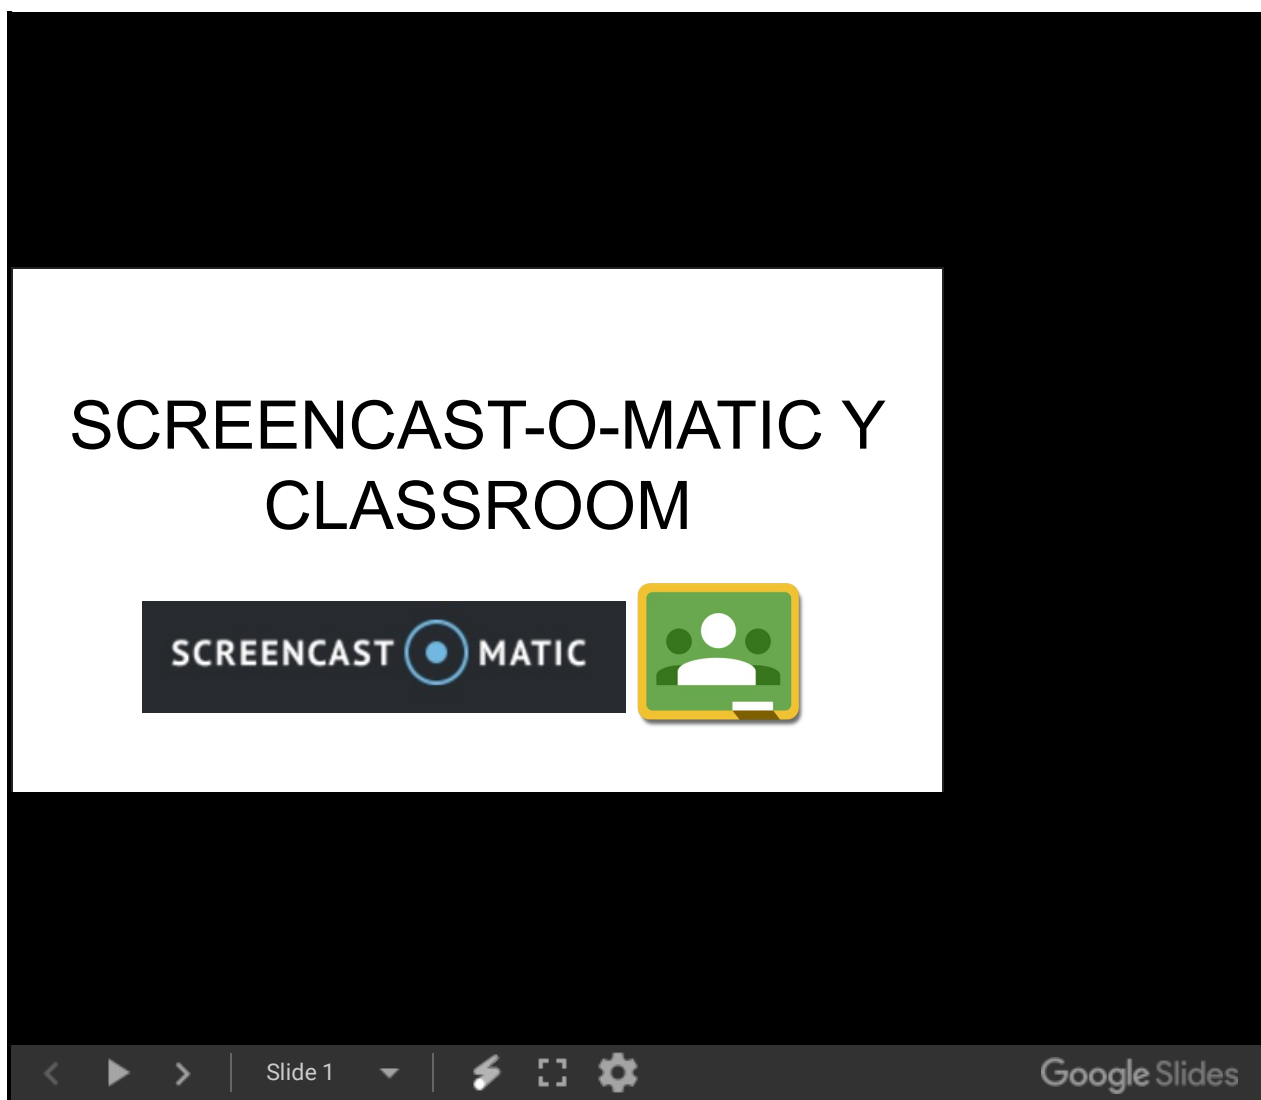 SCREENCAST-O-MATIC Y
CLASSROOM
SCREENCAST MATIC
Slide 1
Google Slides